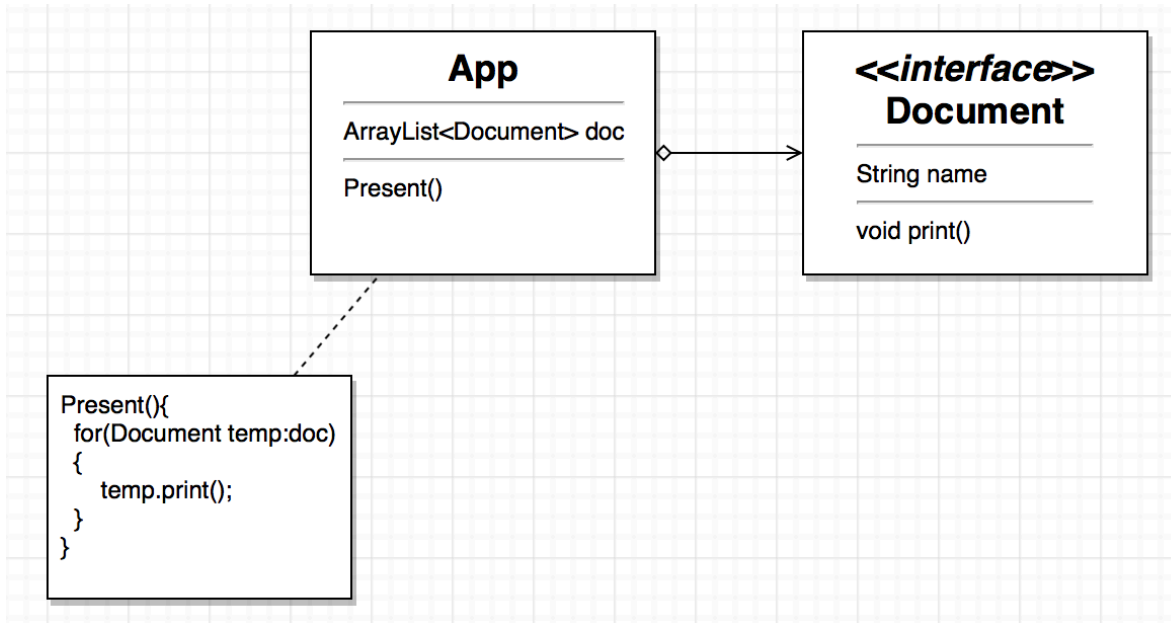 App
ArrayList<Document> doc
Present()
<<interface>>
Document
String name
void print()
Present(){
for(Document temp:doc)
{
temp.print();
}
}